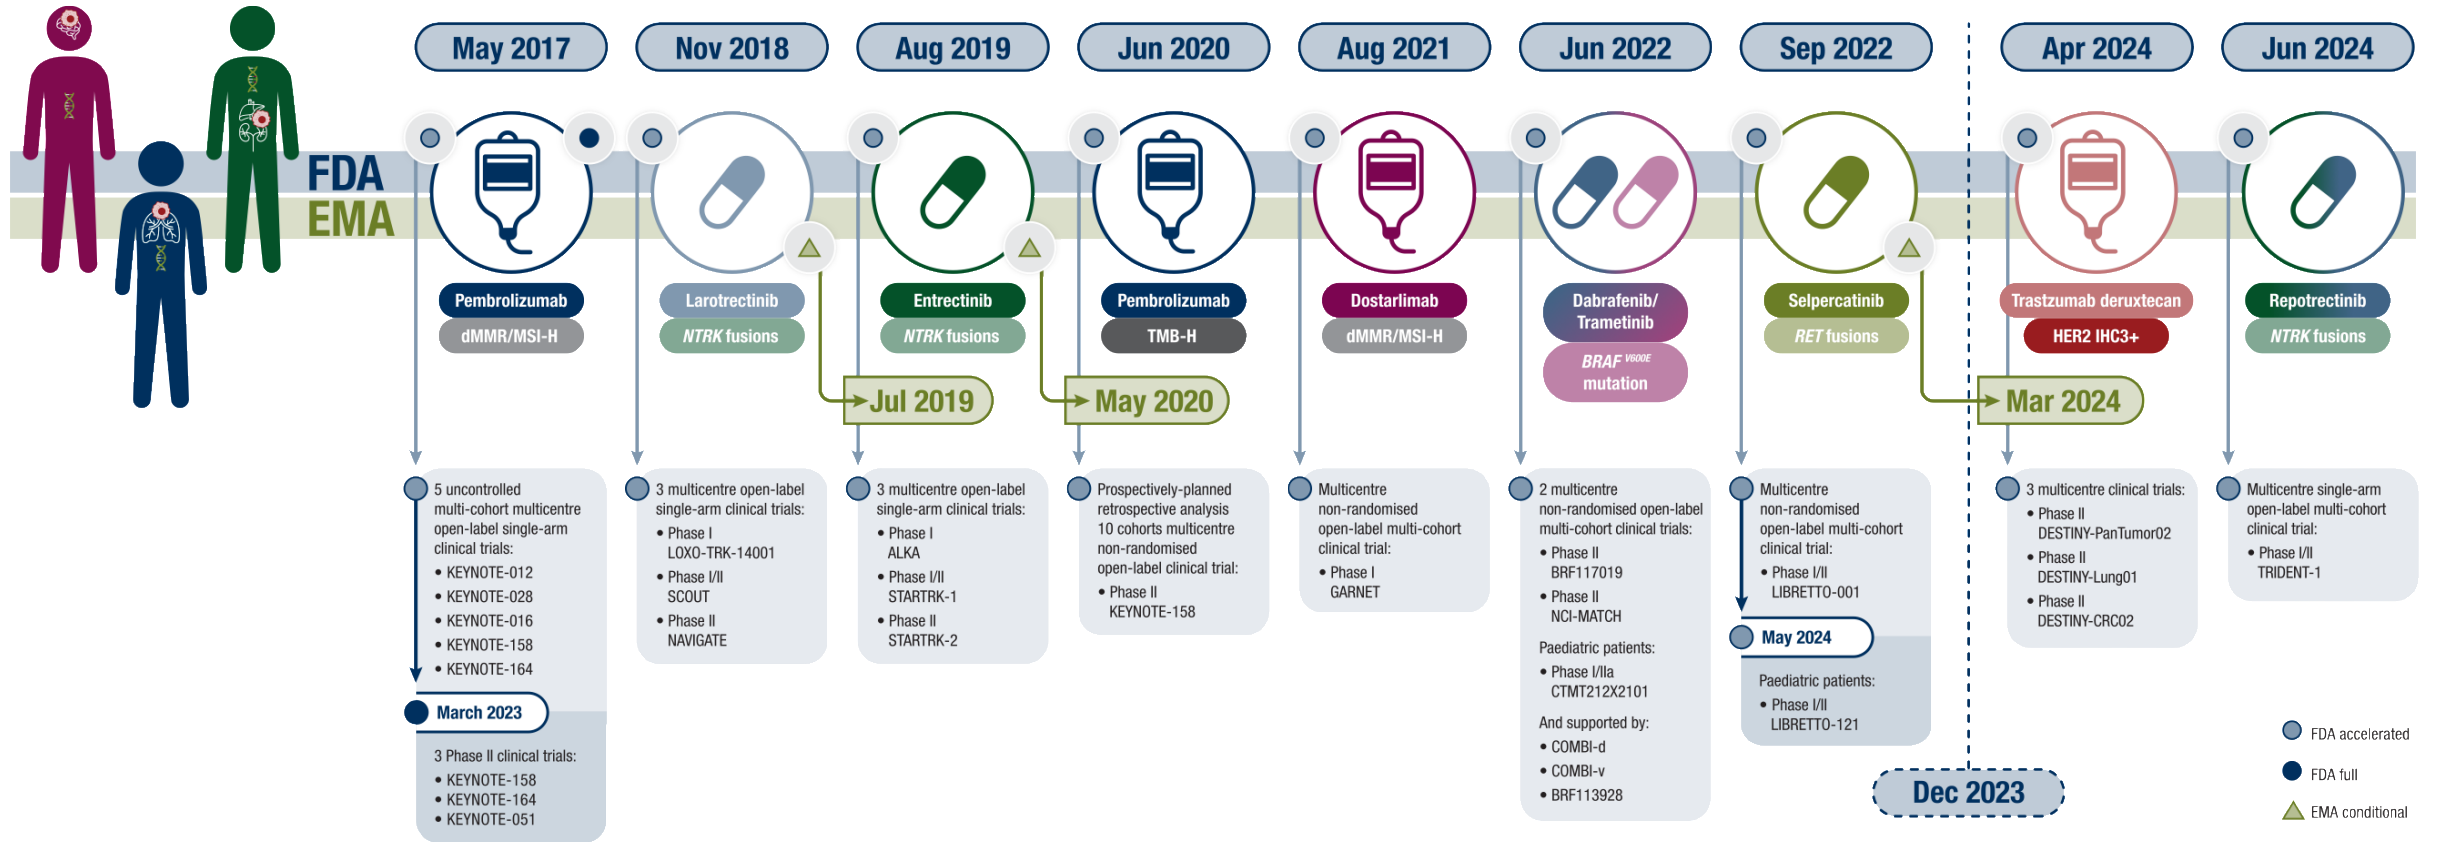 May 2017
Nov 2018
Aug 2019
Jun 2020
Aug 2021
Jun 2022
Sep 2022
Apr 2024
Jun 2024
FDA
EMA
Pembrolizumab
dMMR/MSI-H
Larotrectinib
NTRK fusions
Entrectinib
NTRK fusions
Pembrolizumab
TMB-H
Dostarlimab
dMMR/MSI-H
Dabrafenib/
Trametinib
BRAF V600E
mutation
Selpercatinib
RET fusions
Trastzumab deruxtecan
HER2 IHC3+
Repotrectinib
NTRK fusions
Jul 2019
May 2020
Mar 2024
5 uncontrolled
multi-cohort multicentre
open-label single-arm
clinical trials:
• KEYNOTE-012
• KEYNOTE-028
• KEYNOTE-016
• KEYNOTE-158
• KEYNOTE-164
March 2023
3 Phase II clinical trials:
• KEYNOTE-158
• KEYNOTE-164
• KEYNOTE-051
3 multicentre open-label
single-arm clinical trials:
• Phase I
LOXO-TRK-14001
• Phase I/II
SCOUT
• Phase II
NAVIGATE
3 multicentre open-label
single-arm clinical trials:
• Phase I
ALKA
• Phase I/II
STARTRK-1
• Phase II
STARTRK-2
Prospectively-planned
retrospective analysis
10 cohorts multicentre
non-randomised
open-label clinical trial:
• Phase II
KEYNOTE-158
Multicentre
non-randomised
open-label multi-cohort
clinical trial:
• Phase I
GARNET
2 multicentre
non-randomised open-label
multi-cohort clinical trials:
• Phase II
BRF117019
• Phase II
NCI-MATCH
Paediatric patients:
• Phase I/IIa
CTMT212X2101
And supported by:
• COMBI-d
• COMBI-v
• BRF113928
Multicentre
non-randomised
open-label multi-cohort
clinical trial:
• Phase I/II
LIBRETTO-001
May 2024
Paediatric patients:
• Phase I/II
LIBRETTO-121
3 multicentre clinical trials:
• Phase II
DESTINY-PanTumor02
• Phase II
DESTINY-Lung01
• Phase II
DESTINY-CRC02
Multicentre single-arm
open-label multi-cohort
clinical trial:
• Phase I/II
TRIDENT-1
Dec 2023
FDA accelerated
FDA full
EMA conditional